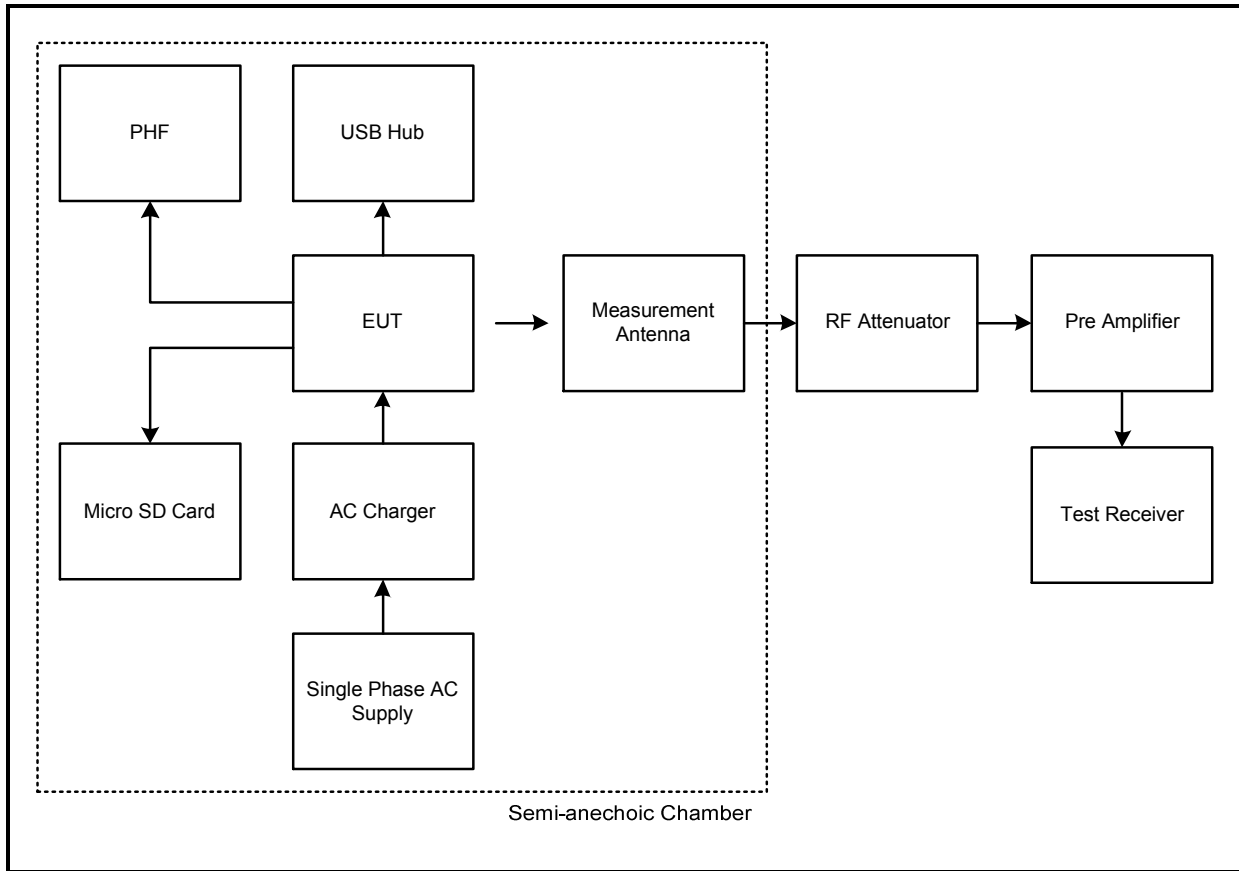 PHF
USB Hub
EUT
Measurement
Antenna
RF Attenuator
Pre Amplifier
Micro SD Card
AC Charger
Test Receiver
Single Phase AC
Supply
Semi-anechoic Chamber